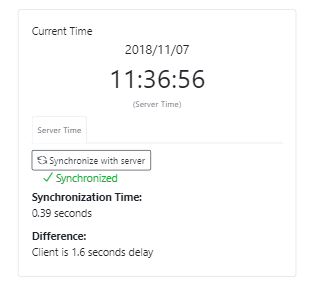 Current Time
2018/11/07
11:36:56
(Server Time)
Server Time
Synchronize with server
Synchronized
Synchronization Time:
0.39 seconds
Difference:
Client is 1.6 seconds delay